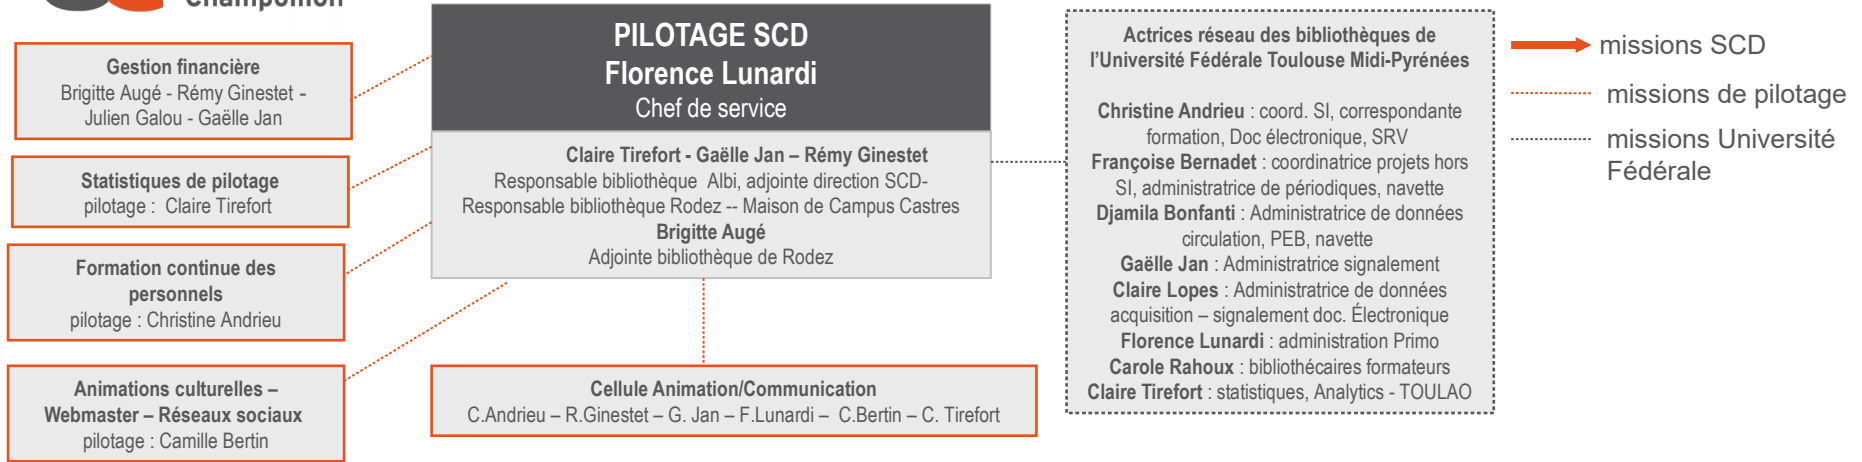 Champollion
Gestion financière
Brigitte Augé - Rémy Ginestet -
Julien Galou - Gaëlle Jan
Statistiques de pilotage
pilotage : Claire Tirefort
Formation continue des
personnels
pilotage : Christine Andrieu
Animations culturelles –
Webmaster – Réseaux sociaux
pilotage : Camille Bertin
PILOTAGE SCD
Florence Lunardi
Chef de service
Claire Tirefort - Gaëlle Jan – Rémy Ginestet
Responsable bibliothèque Albi, adjointe direction SCD-
Responsable bibliothèque Rodez -- Maison de Campus Castres
Brigitte Augé
Adjointe bibliothèque de Rodez
Cellule Animation/Communication
C.Andrieu – R.Ginestet – G. Jan – F.Lunardi – C.Bertin – C. Tirefort
Actrices réseau des bibliothèques de
l'Université Fédérale Toulouse Midi-Pyrénées
Christine Andrieu : coord. SI, correspondante
formation, Doc électronique, SRV
Françoise Bernadet : coordinatrice projets hors
SI, administratrice de périodiques, navette
Djamila Bonfanti : Administratrice de données
circulation, PEB, navette
Gaëlle Jan : Administratrice signalement
Claire Lopes : Administratrice de données
acquisition – signalement doc. Électronique
Florence Lunardi : administration Primo
Carole Rahoux : bibliothécaires formateurs
Claire Tirefort : statistiques, Analytics - TOULAO
missions SCD
missions de pilotage
missions Université
Fédérale